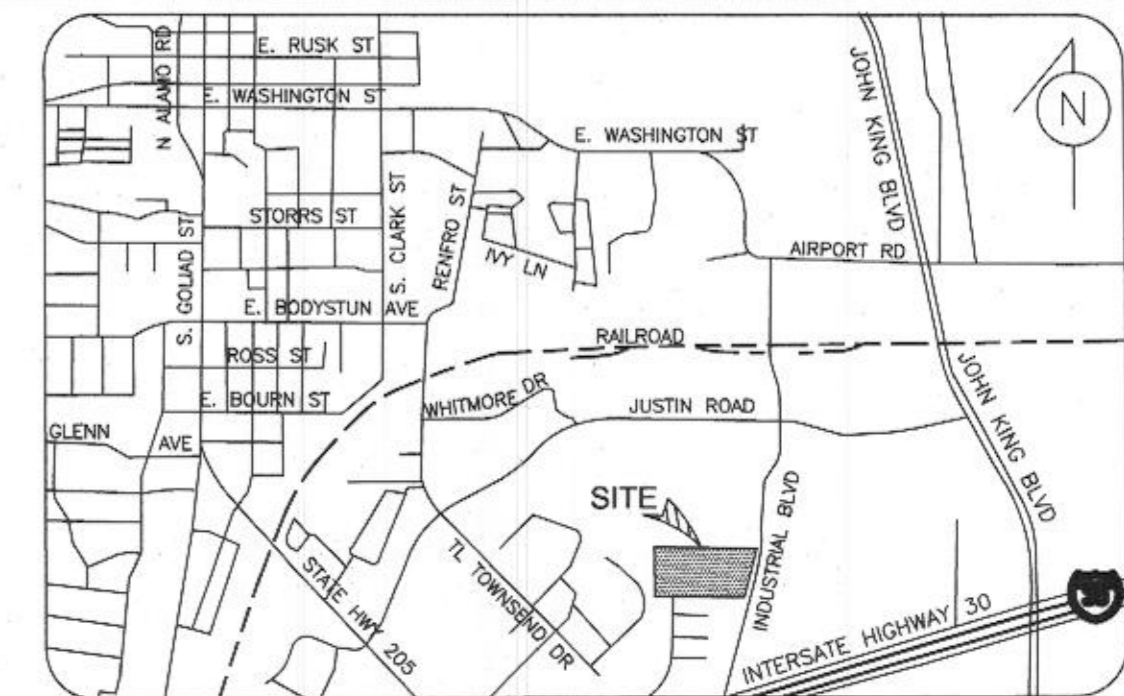 E. RUSK ST
N ALAMO RD
E. WASHINGTON ST
E. WASHINGTON ST
JOHN KING BLVD
N
STORRS ST
S. CLARK ST
RENFRO ST
S. GOLIAD ST
IVY LN
AIRPORT RD
E. BODYSTUN AVE
RAILROAD
ROSS ST
JOHN KING BLVD
E. BOURN ST
WHITMORE DR
JUSTIN ROAD
GLENN AVE
SITE
INDUSTRIAL BLVD
TL TOWNSEND DR
STATE HWY 205
INTERSATE HIGHWAY 30